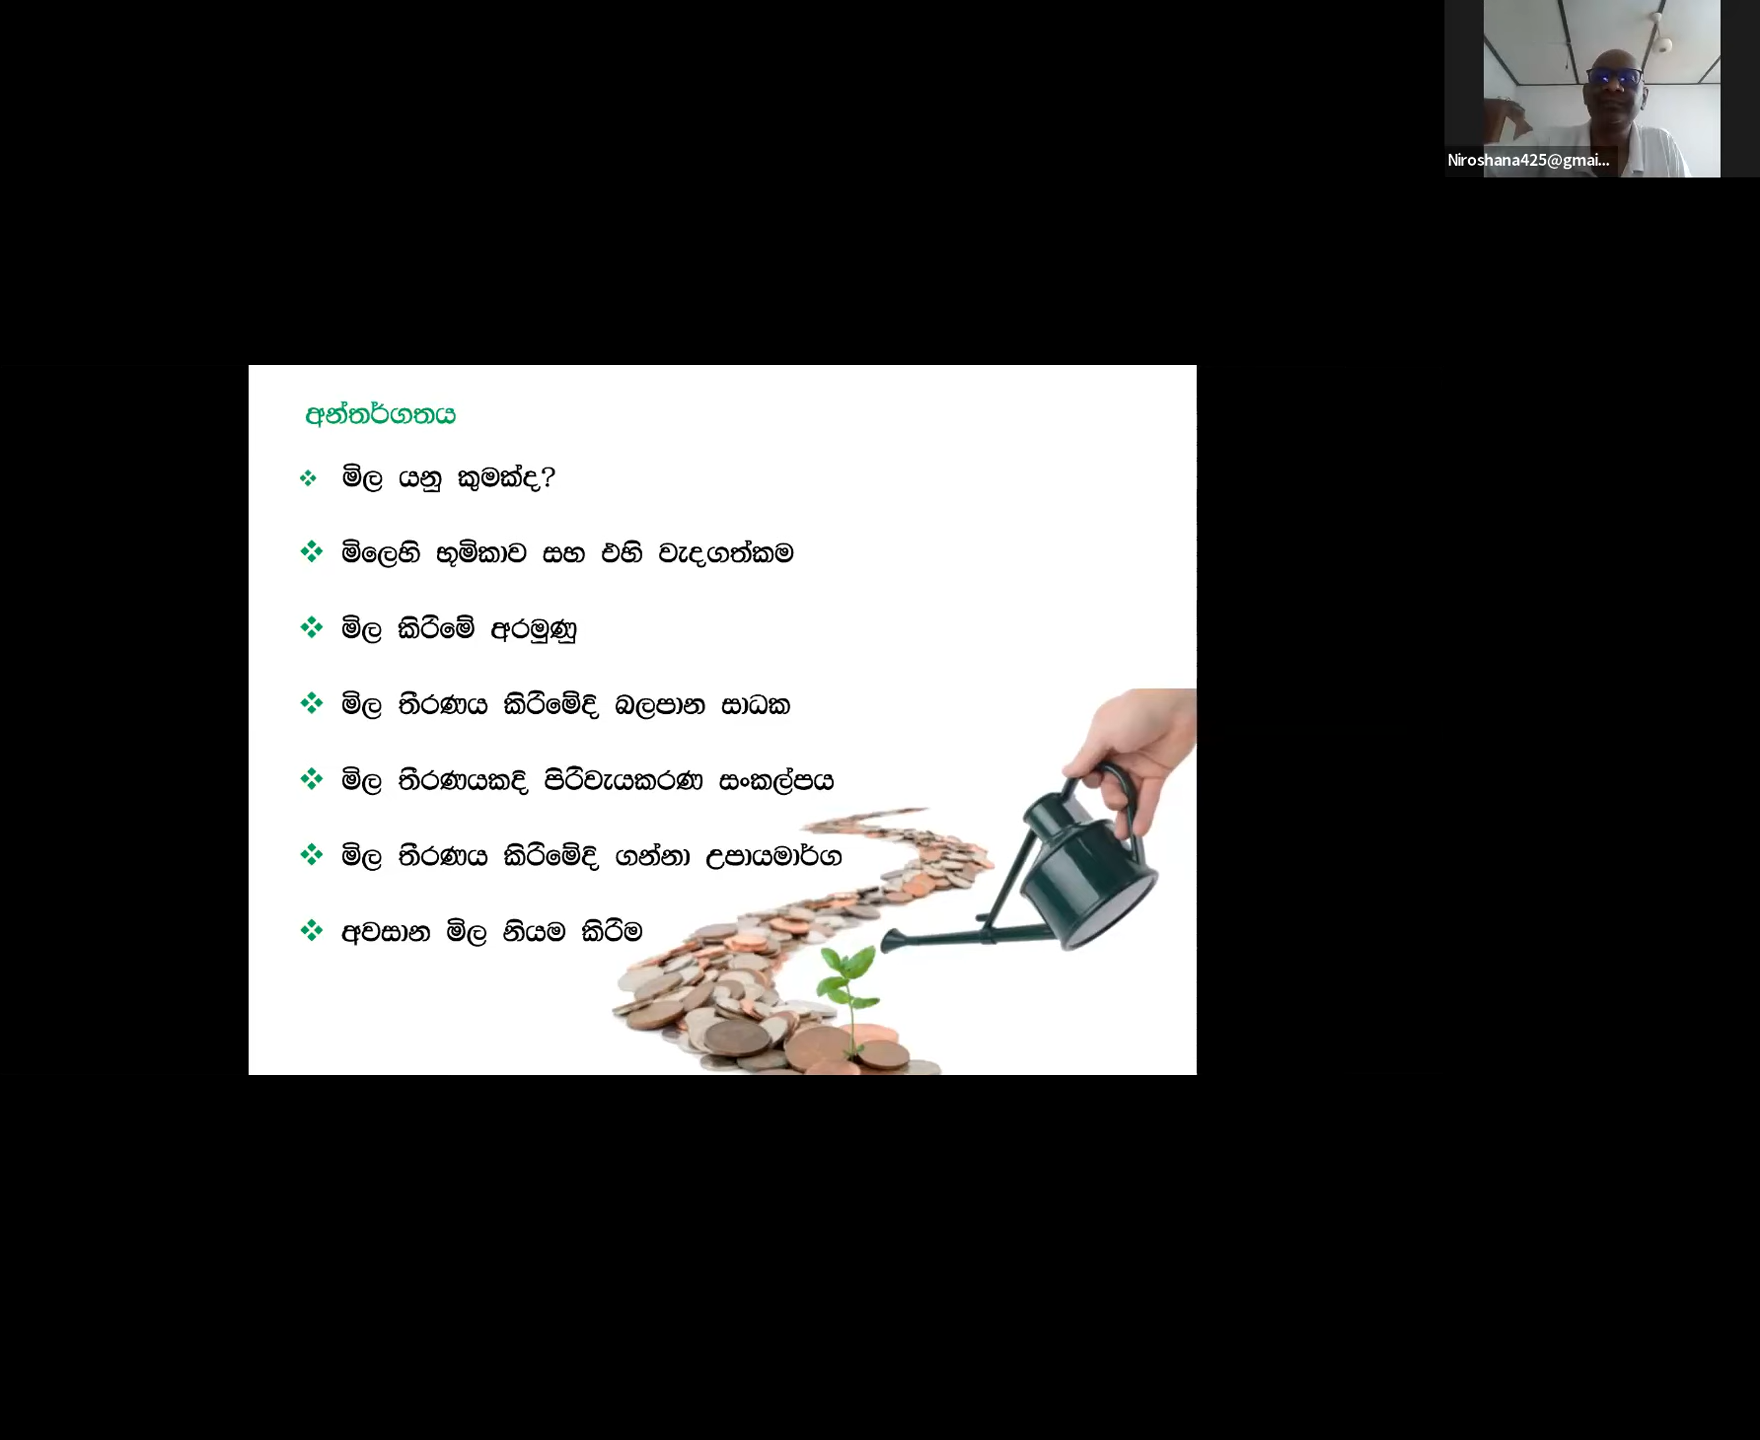 Niroshana425@gmai...
අන්තර්ගතය
මිල යනු කුමක්ද?
මිලෙහි භූමිකාව සහ එහි වැදගත්කම
මිල කිරීමේ අරමුණු
මිල තීරණය කිරීමේදී බලපාන සාධක
මිල තීරණයකදී පිරිවැයකරණ සංකල්පය
මිල තීරණය කිරීමේදී ගන්නා උපායමාර්ග
අවසාන මිල නියම කිරීම